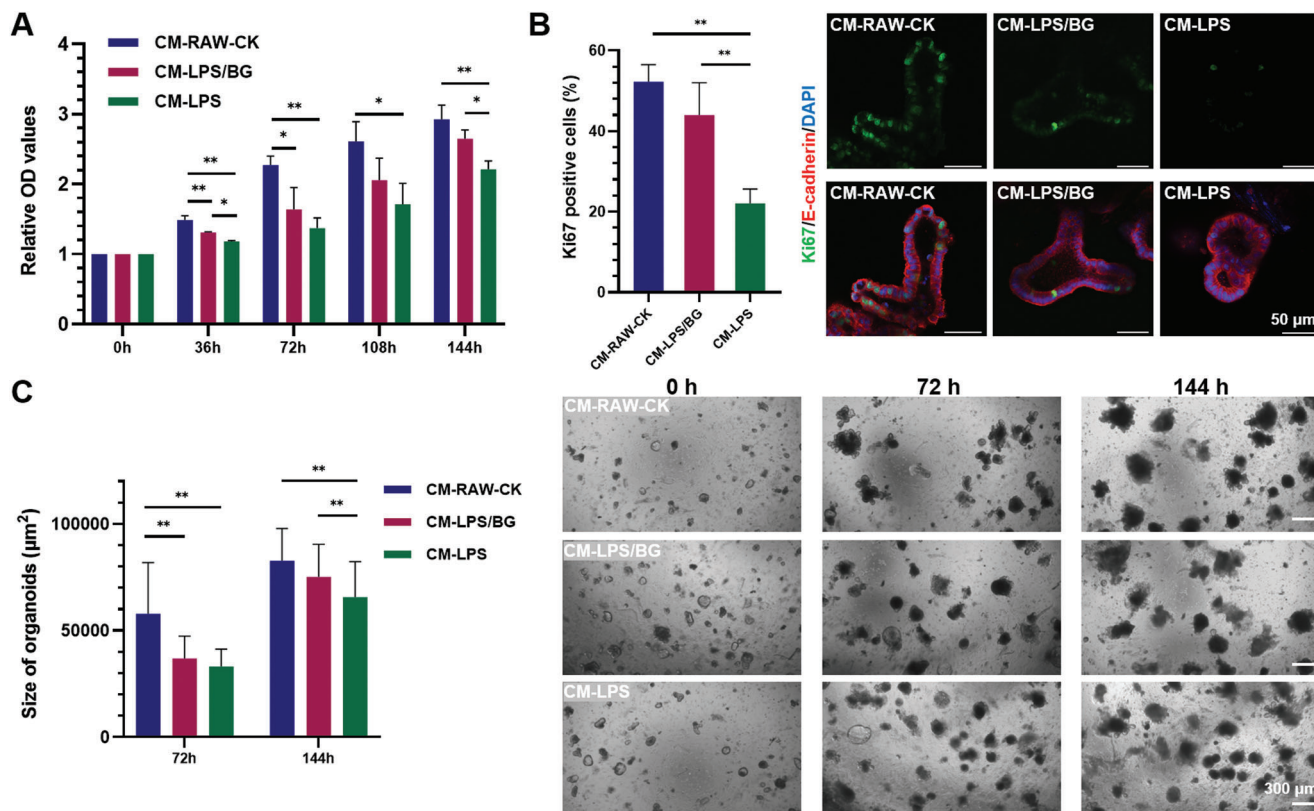 A
Relative OD values
4
3
2
1
0
CM-RAW-CK
CM-LPS/BG
CM-LPS
**
**
*
**
*
*
**
*
0h
36h
72h
108h
144h
B
Ki67 positive cells (%)
60
40
20
0
**
**
CM-RAW-CK
CM-LPS/BG
CM-LPS
Ki67/E-cadherin/DAPI
CM-RAW-CK
CM-LPS/BG
CM-LPS
CM-RAW-CK
CM-LPS/BG
CM-LPS
50 μm
C
Size of organoids (μm²)
100000
50000
0
**
**
**
**
72h
144h
CM-RAW-CK
CM-LPS/BG
CM-LPS
0 h
72 h
144 h
CM-RAW-CK
CM-LPS/BG
CM-LPS
300 μm